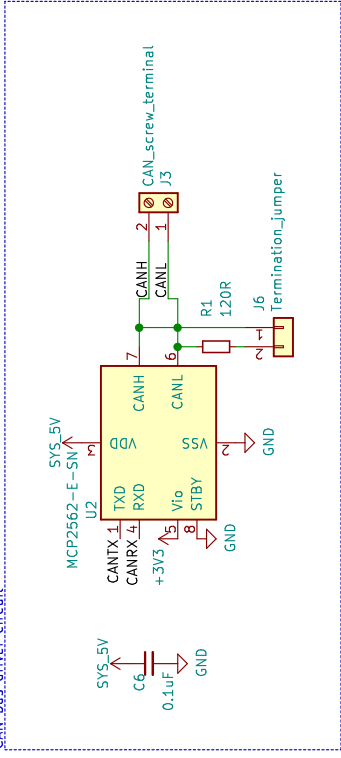 CAN_screw_terminal
J3
2
1
CANH
CANL
Termination_jumper
J6
R1
120R
1
2
7
6
CANH
CANL
SYS_5V
3
VDD
VSS
2
GND
MCP2562-E-SN
U2
TXD
RXD
Vio
STBY
CANTX
1
CANRX
4
5
8
+3V3
GND
SYS_5V
C6
0.1uF
GND